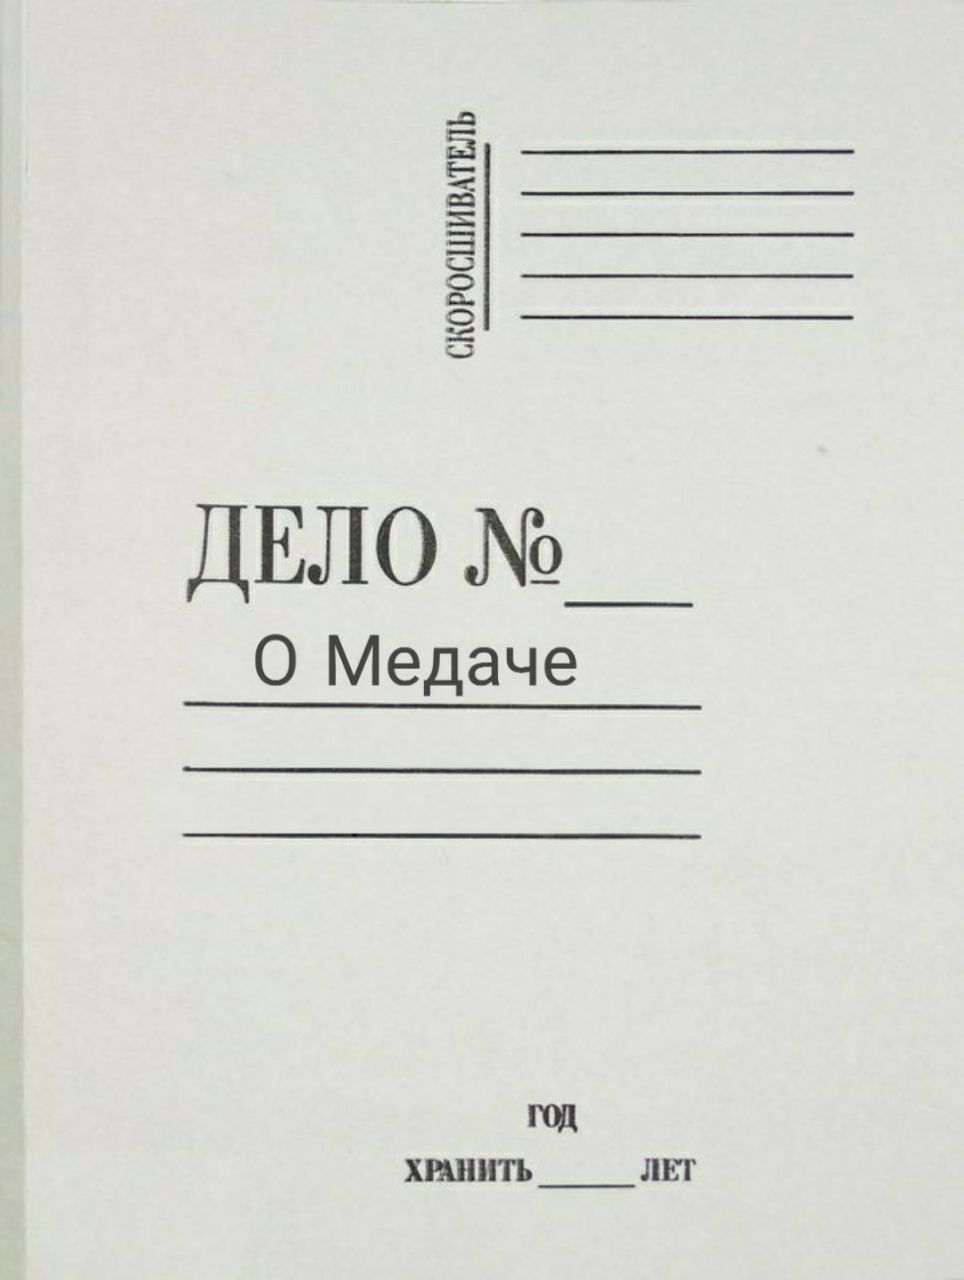 СКОРОСШИВАТЕЛЬ
ДЕЛО №
О Медаче
ГОД
ХРАНИТЬ ЛЕТ